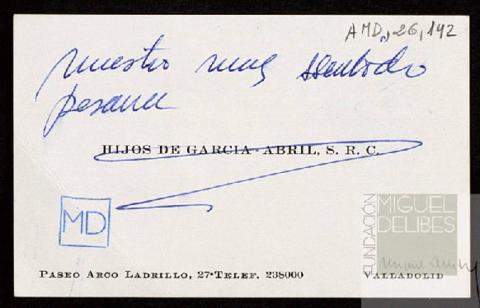 AMD, 26, 142
nuestro muy sentido
pesame
HIJOS DE GARCIA-ABRIL, S. R. C.
MD
FUNDACIÓN
MIGUEL
DELIBES
PASEO ARCO LADRILLO, 27-TELEF. 238000
VALLADOLID